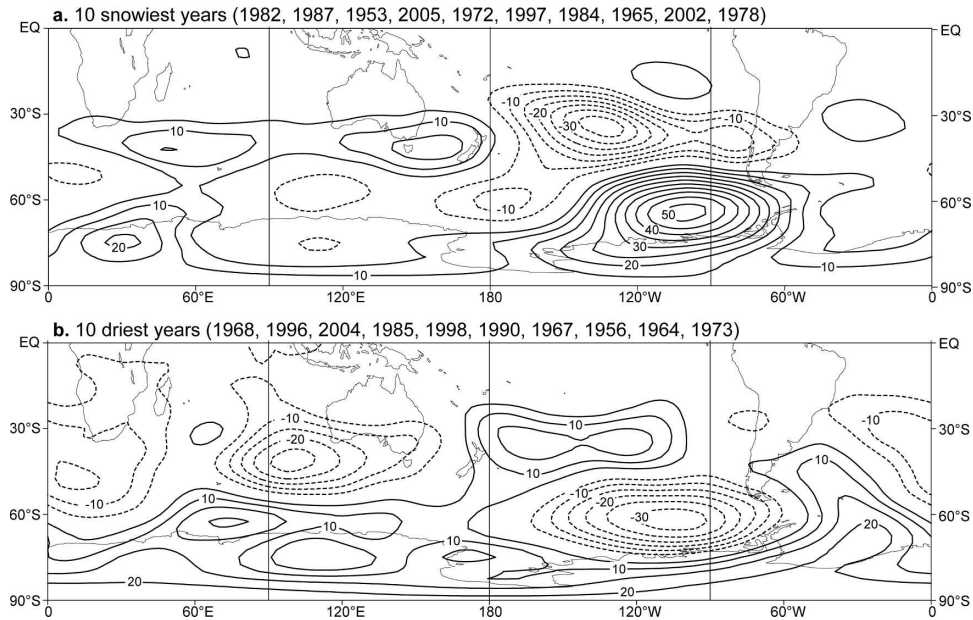 a. 10 snowiest years (1982, 1987, 1953, 2005, 1972, 1997, 1984, 1965, 2002, 1978)
EQ EQ
-10
30°S 10 10 -20 -10 30°S
-30
60°S 10 -10 50 60°S
20 40
30
10 20 10
90°S 90°S
0 60°E 120°E 180 120°W 60°W 0
b. 10 driest years (1968, 1996, 2004, 1985, 1998, 1990, 1967, 1956, 1964, 1973)
EQ EQ
-10 -10
30°S -20 10 30°S
10 10
-10 10 -10
-20
60°S 10 -30 60°S
10 10 20
20 10
20
90°S 90°S
0 60°E 120°E 180 120°W 60°W 0